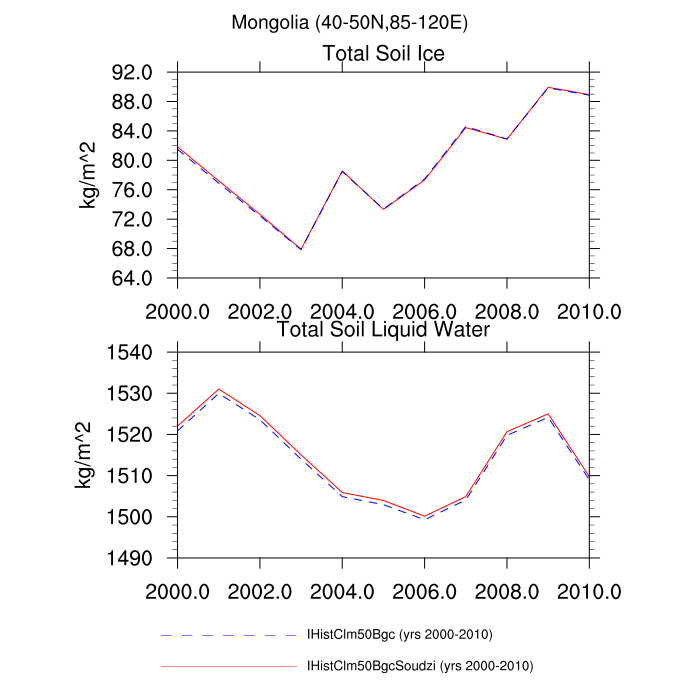 Mongolia (40-50N,85-120E)
Total Soil Ice
92.0
88.0
84.0
80.0
76.0
72.0
68.0
64.0
kg/m^2
2000.0 2002.0 2004.0 2006.0 2008.0 2010.0
Total Soil Liquid Water
1540
1530
1520
1510
1500
1490
kg/m^2
2000.0 2002.0 2004.0 2006.0 2008.0 2010.0
IHistClm50Bgc (yrs 2000-2010)
IHistClm50BgcSoudzi (yrs 2000-2010)